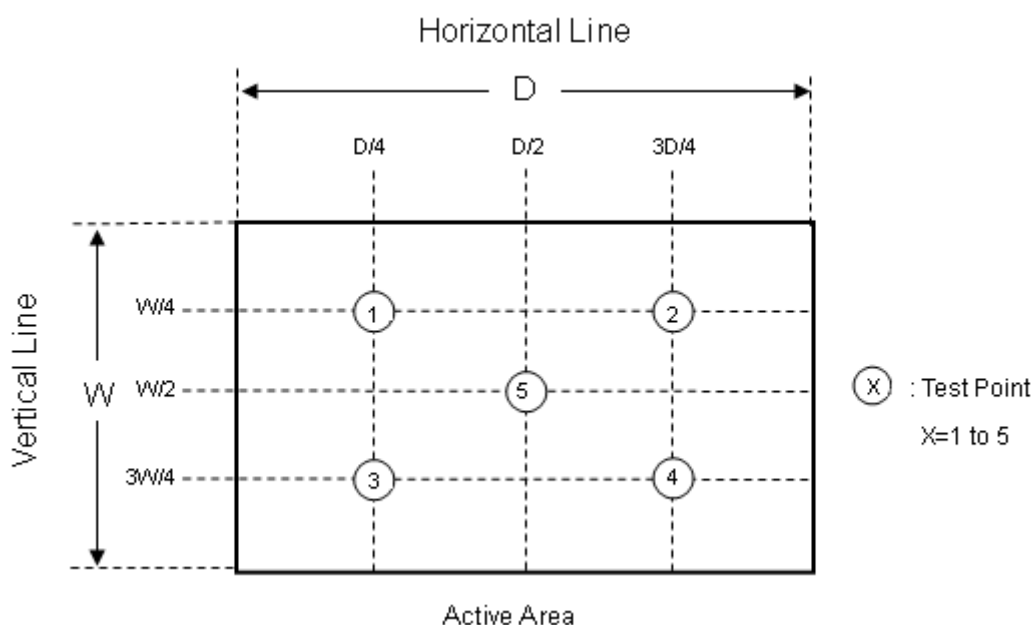 Horizontal Line
D
D/4 D/2 3D/4
Vertical Line
W
W/4
1 2
W/2
5
X : Test Point
X=1 to 5
3W/4
3 4
Active Area